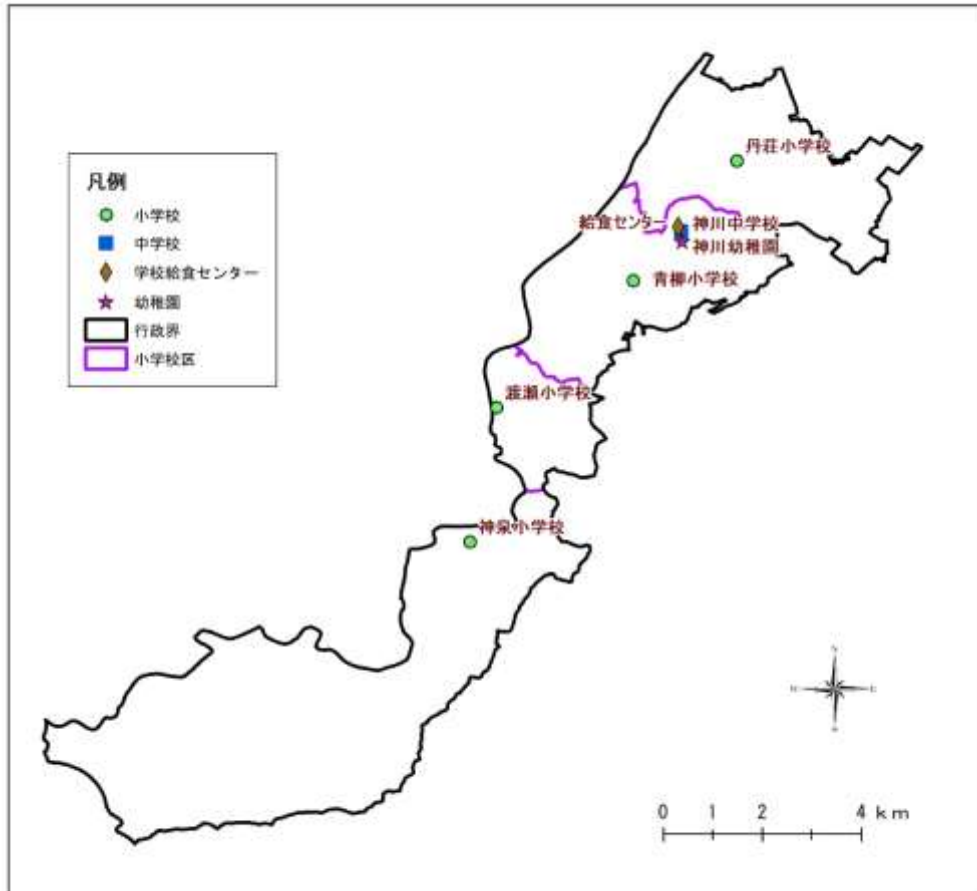 丹荘小学校
凡例
小学校
中学校
学校給食センター
幼稚園
行政界
小学校区
給食センター
神川中学校
神川幼稚園
青柳小学校
渡瀬小学校
神泉小学校
N
W
E
S
0 1 2 4 km